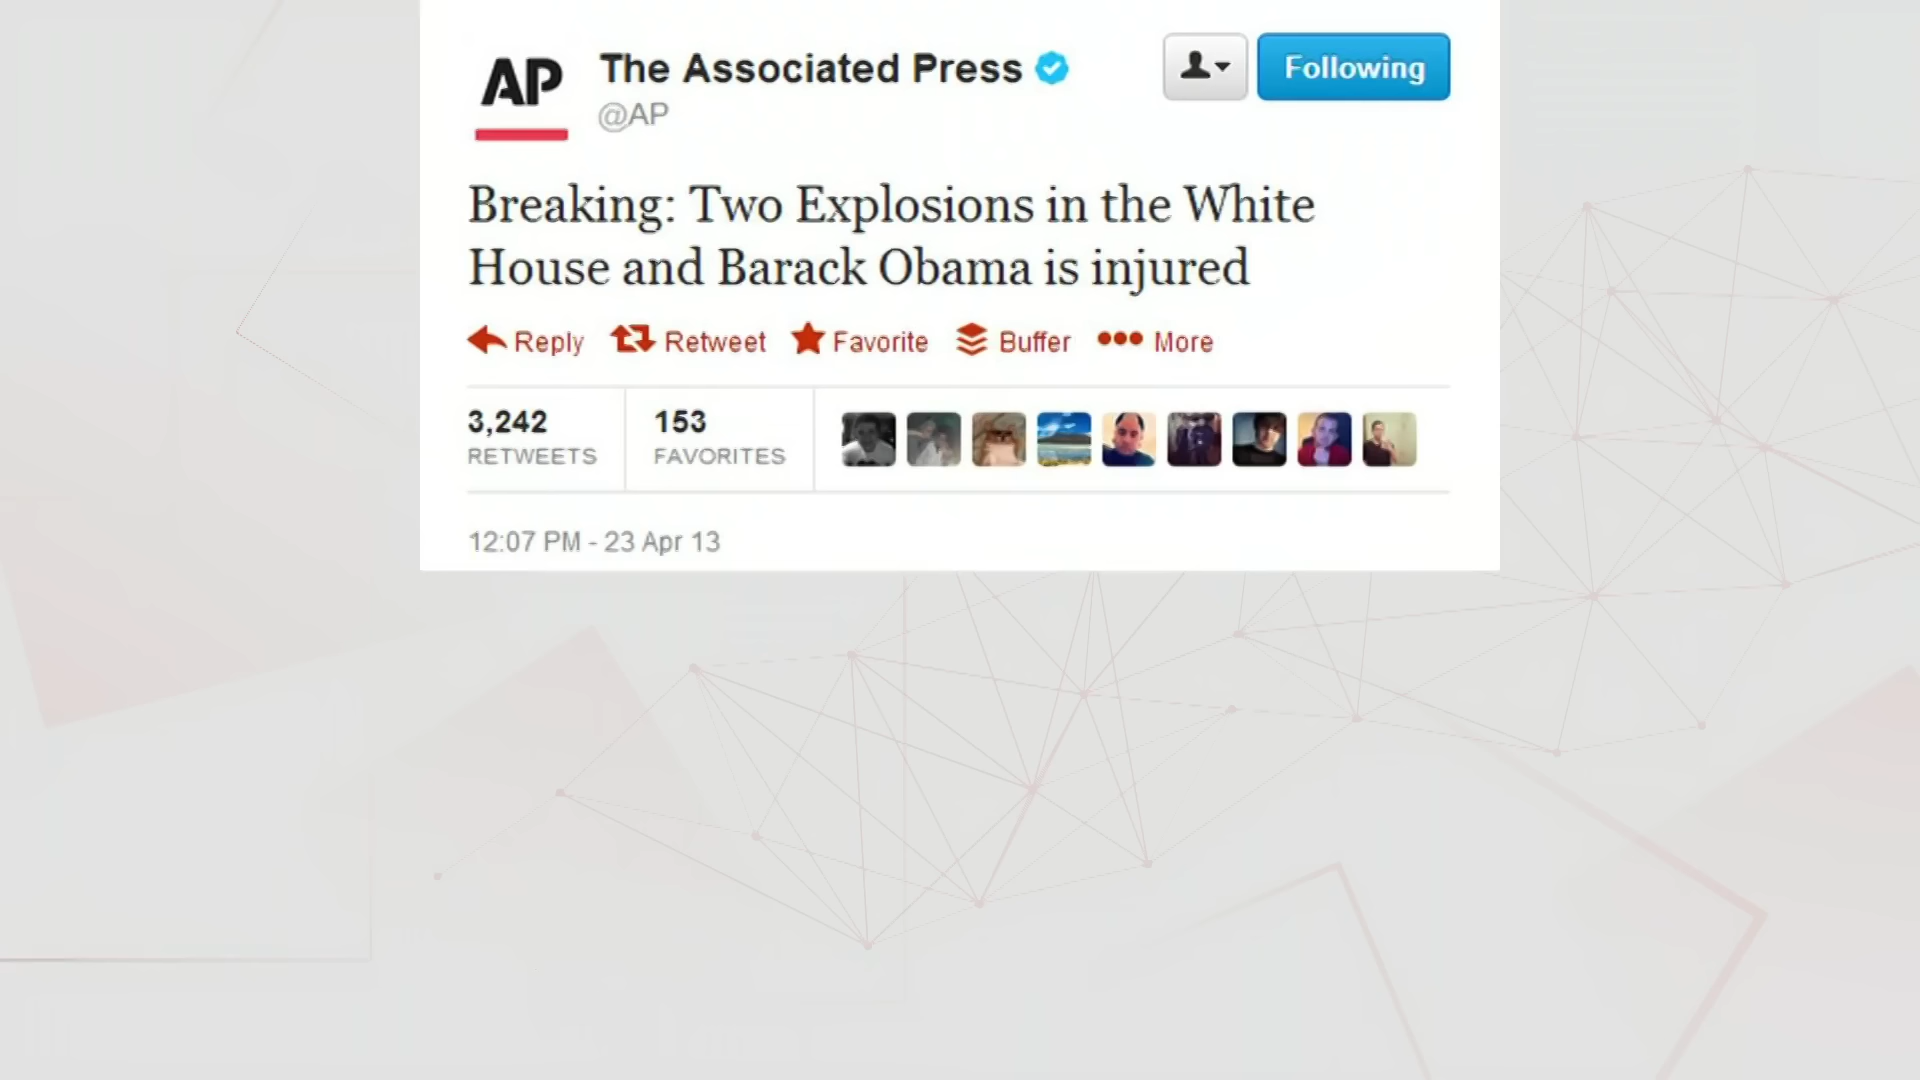 AP
The Associated Press
Following
@AP
Breaking: Two Explosions in the White
House and Barack Obama is injured
Reply Retweet Favorite Buffer More
3,242 153
RETWEETS FAVORITES
12:07 PM - 23 Apr 13